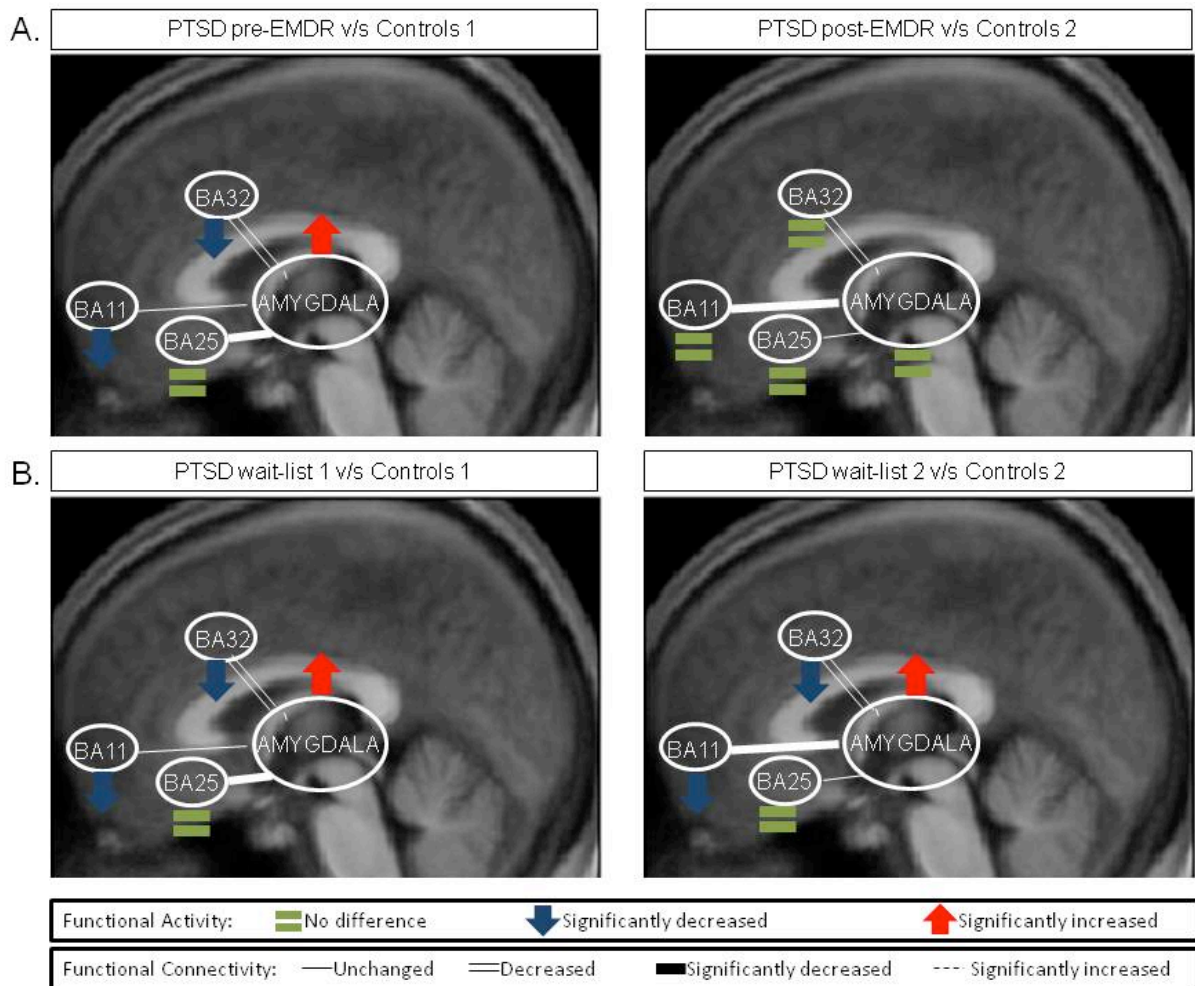 A.
PTSD pre-EMDR v/s Controls 1
PTSD post-EMDR v/s Controls 2
BA32
BA11
AMYGDALA
BA25
BA32
BA11
AMYGDALA
BA25
B.
PTSD wait-list 1 v/s Controls 1
PTSD wait-list 2 v/s Controls 2
BA32
BA11
AMYGDALA
BA25
BA32
BA11
AMYGDALA
BA25
Functional Activity: No difference Significantly decreased Significantly increased
Functional Connectivity: Unchanged Decreased Significantly decreased Significantly increased